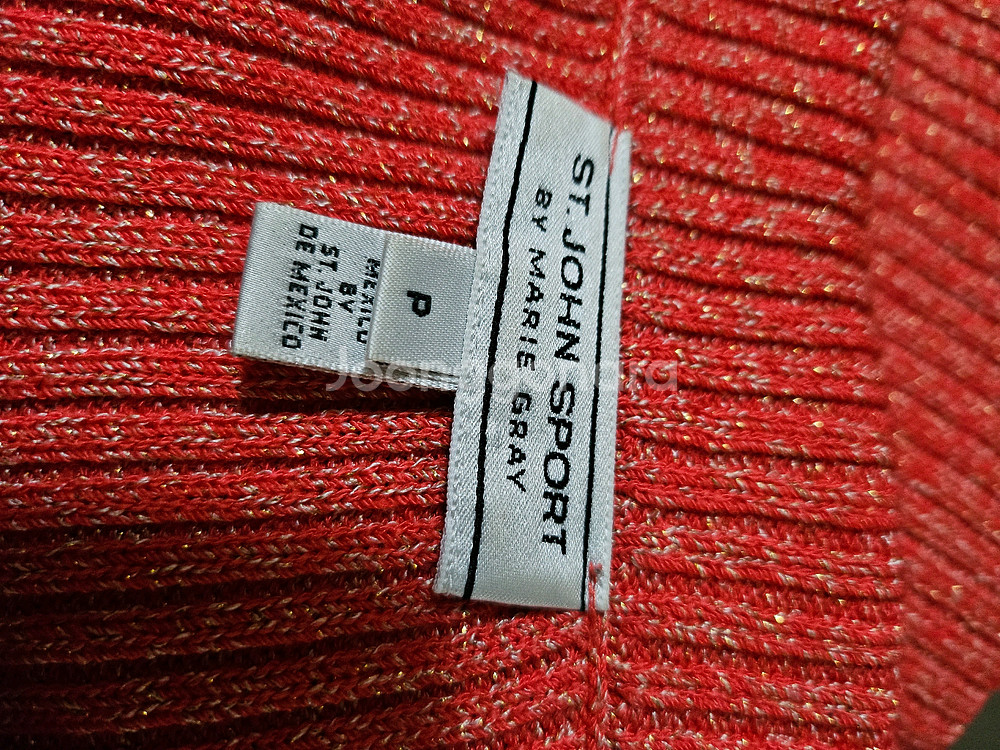 ST. JOHN SPORT
BY MARIE GRAY
P
MEXICO
BY
ST. JOHN
DE MEXICO